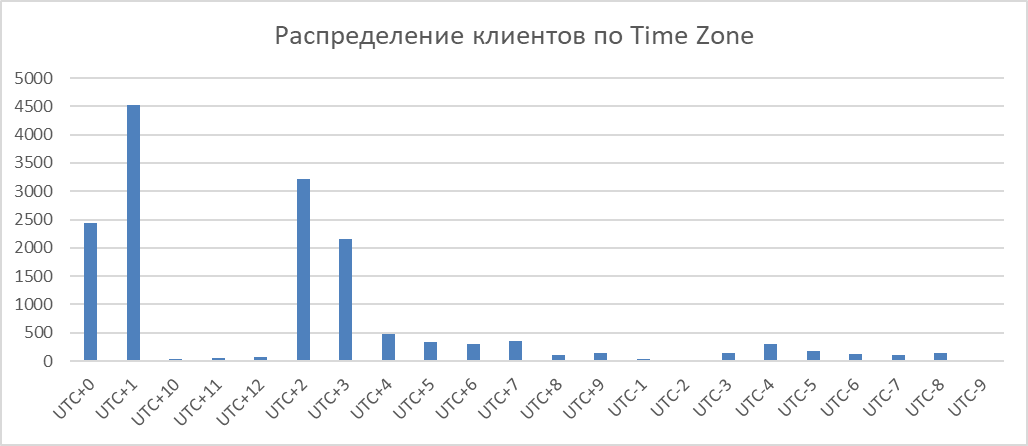 Распределение клиентов по Time Zone
5000
4500
4000
3500
3000
2500
2000
1500
1000
500
0
UTC+0
UTC+1
UTC+10
UTC+11
UTC+12
UTC+2
UTC+3
UTC+4
UTC+5
UTC+6
UTC+7
UTC+8
UTC+9
UTC-1
UTC-2
UTC-3
UTC-4
UTC-5
UTC-6
UTC-7
UTC-8
UTC-9